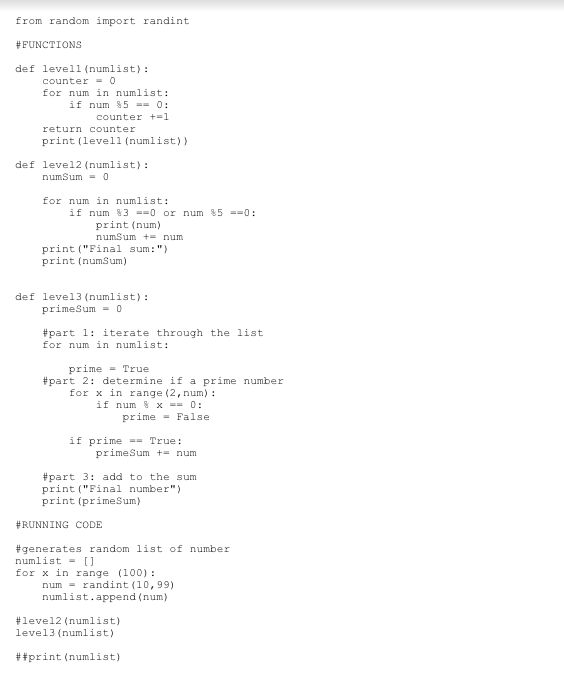 from random import randint

#FUNCTIONS

def level1(numlist):
    counter = 0
    for num in numlist:
        if num %5 == 0:
            counter +=1
    return counter
    print(level1(numlist))

def level2(numlist):
    numSum = 0

    for num in numlist:
        if num %3 ==0 or num %5 ==0:
            print(num)
            numSum += num
    print("Final sum:")
    print(numSum)


def level3(numlist):
    primeSum = 0

    #part 1: iterate through the list
    for num in numlist:

        prime = True
    #part 2: determine if a prime number
        for x in range(2,num):
            if num % x == 0:
                prime = False

        if prime == True:
            primeSum += num

    #part 3: add to the sum
    print("Final number")
    print(primeSum)

#RUNNING CODE

#generates random list of number
numlist = []
for x in range (100):
    num = randint(10,99)
    numlist.append(num)

#level2(numlist)
level3(numlist)

##print(numlist)